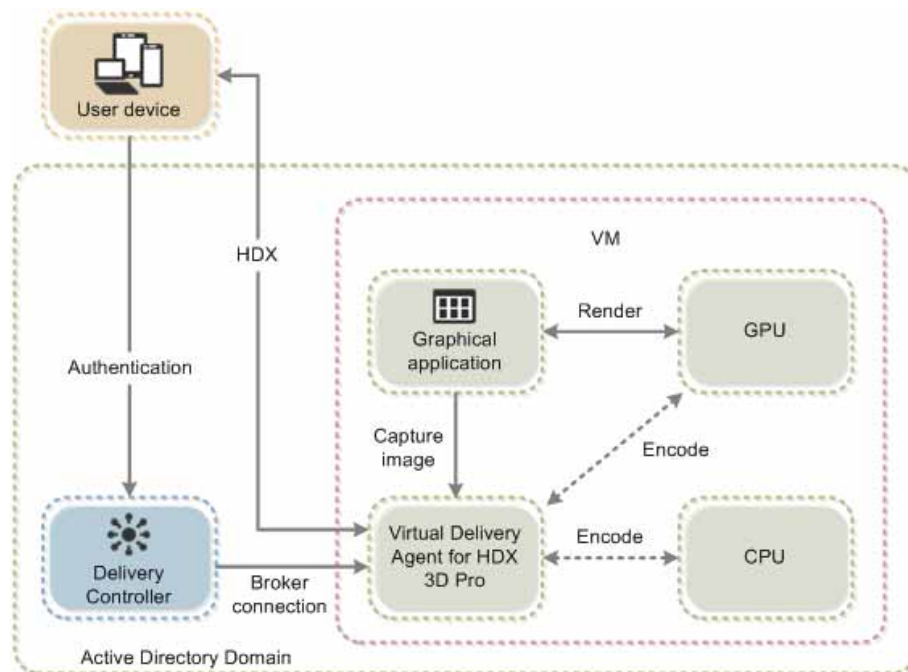 User device
HDX
VM
Graphical
application
Render
GPU
Authentication
Capture
image
Encode
Delivery
Controller
Broker
connection
Virtual Delivery
Agent for HDX
3D Pro
Encode
CPU
Active Directory Domain